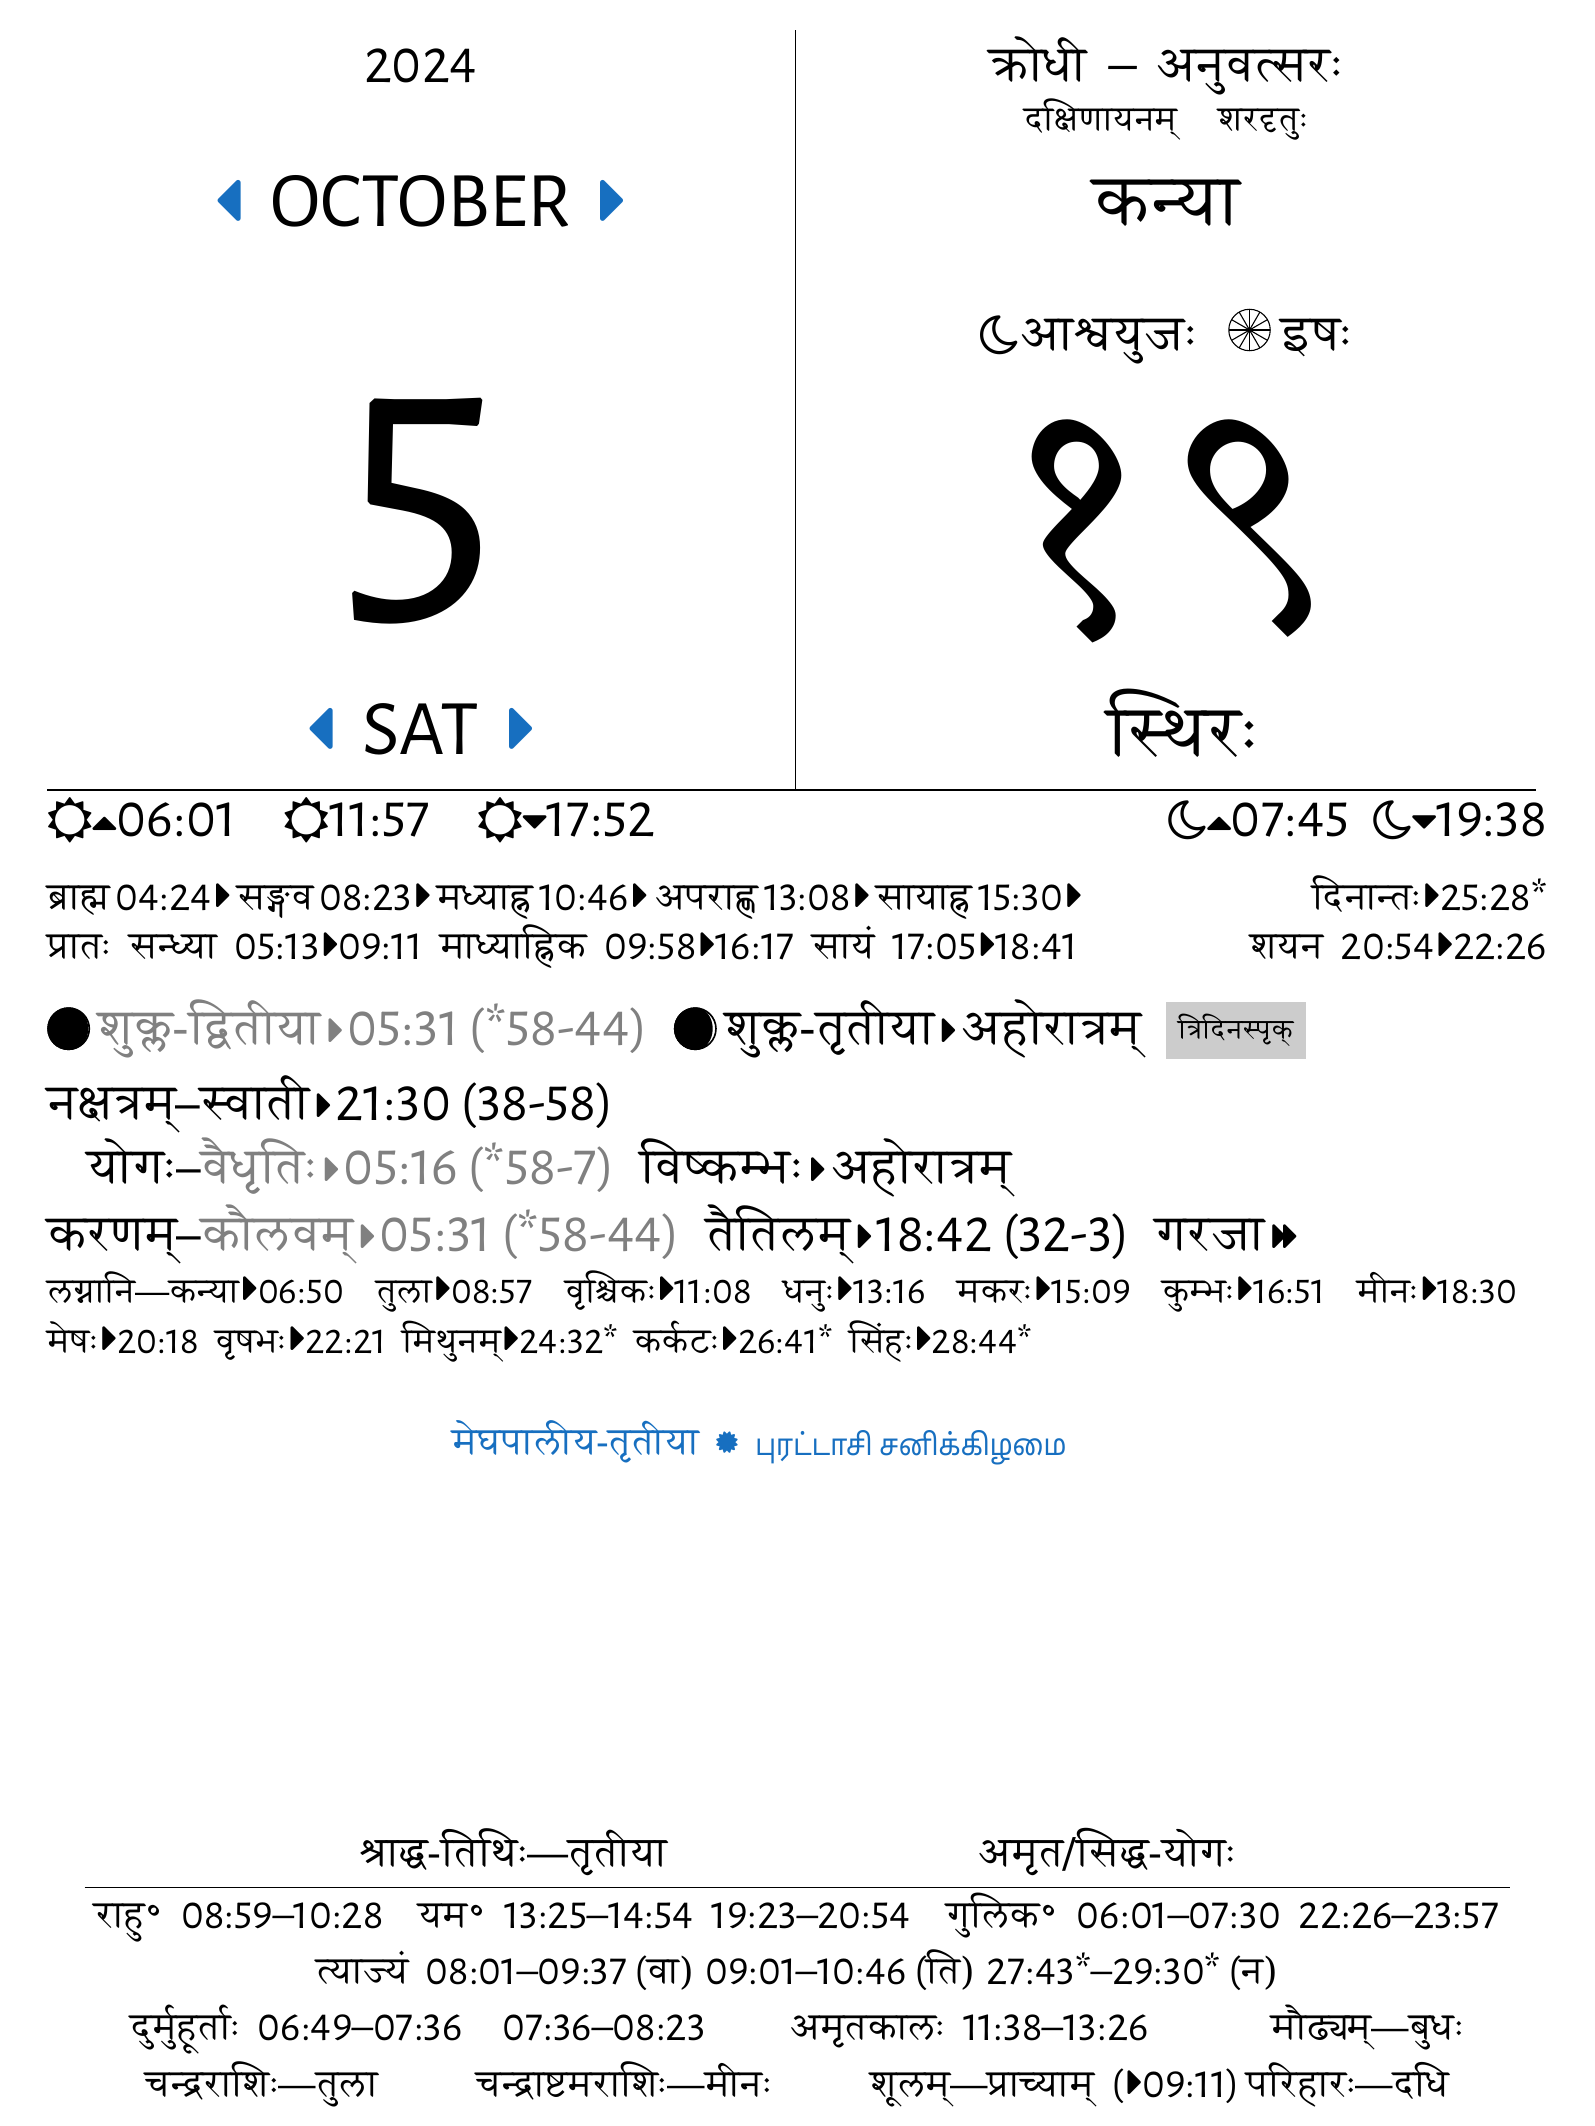 2024
OCTOBER
5
SAT
क्रोधी – अनुवत्सरः
दक्षिणायनम् शरदृतुः
कन्या
आश्वयुजः इषः
१९
स्थिरः
06:01 11:57 17:52 07:45 19:38
ब्राह्म 04:24 सङ्गव 08:23 मध्याह्न 10:46 अपराह्ण 13:08 सायाह्न 15:30 दिनान्तः 25:28*
प्रातः सन्ध्या 05:13 09:11 माध्याह्निक 09:58 16:17 सायं 17:05 18:41 शयन 20:54 22:26
शुक्ल-द्वितीया 05:31 (*58-44) शुक्ल-तृतीया अहोरात्रम् त्रिदिनस्पृक्
नक्षत्रम्–स्वाती 21:30 (38-58)
योगः–वैधृतिः 05:16 (*58-7) विष्कम्भः अहोरात्रम्
करणम्–कौलवम् 05:31 (*58-44) तैतिलम् 18:42 (32-3) गरजा
लग्नानि—कन्या 06:50 तुला 08:57 वृश्चिकः 11:08 धनुः 13:16 मकरः 15:09 कुम्भः 16:51 मीनः 18:30
मेषः 20:18 वृषभः 22:21 मिथुनम् 24:32* कर्कटः 26:41* सिंहः 28:44*
मेघपालीय-तृतीया ✹ புரட்டாசி சனிக்கிழமை
श्राद्ध-तिथिः—तृतीया अमृत/सिद्ध-योगः
राहु॰ 08:59–10:28 यम॰ 13:25–14:54 19:23–20:54 गुलिक॰ 06:01–07:30 22:26–23:57
त्याज्यं 08:01–09:37 (वा) 09:01–10:46 (ति) 27:43*–29:30* (न)
दुर्मुहूर्ताः 06:49–07:36 07:36–08:23 अमृतकालः 11:38–13:26 मौढ्यम्—बुधः
चन्द्रराशिः—तुला चन्द्राष्टमराशिः—मीनः शूलम्—प्राच्याम् (09:11) परिहारः—दधि